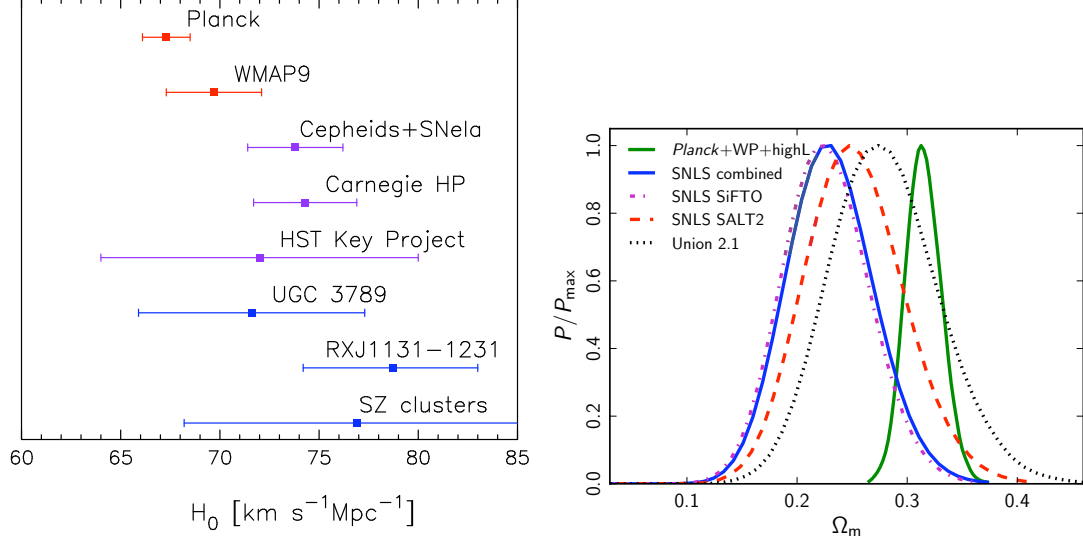 Planck
WMAP9
Cepheids+SNeIa
Carnegie HP
HST Key Project
UGC 3789
RXJ1131−1231
SZ clusters
60 65 70 75 80 85
H₀ [km s⁻¹Mpc⁻¹]
1.0
0.8
0.6
0.4
0.2
0.0
P/Pmax
Planck+WP+highL
SNLS combined
SNLS SiFTO
SNLS SALT2
Union 2.1
0.1 0.2 0.3 0.4
Ωm